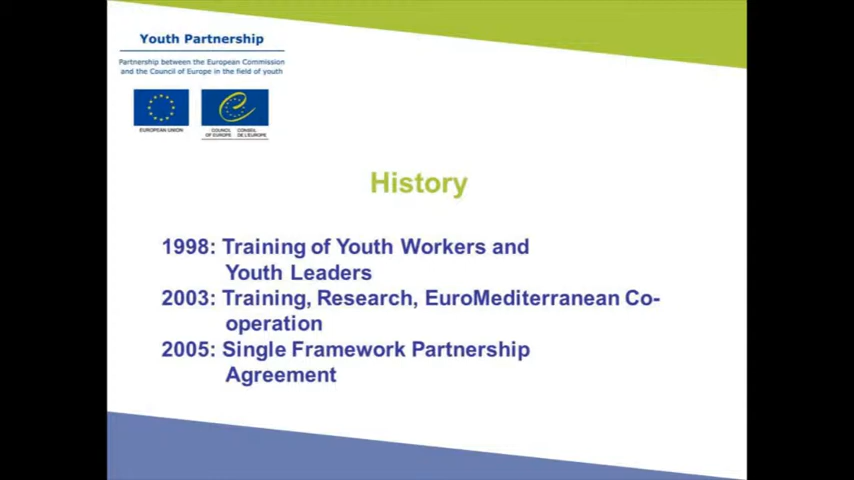 Youth Partnership
Partnership between the European Commission
and the Council of Europe in the field of youth
EUROPEAN UNION
COUNCIL CONSEIL
OF EUROPE DE L'EUROPE
History
1998: Training of Youth Workers and
Youth Leaders
2003: Training, Research, EuroMediterranean Co-
operation
2005: Single Framework Partnership
Agreement